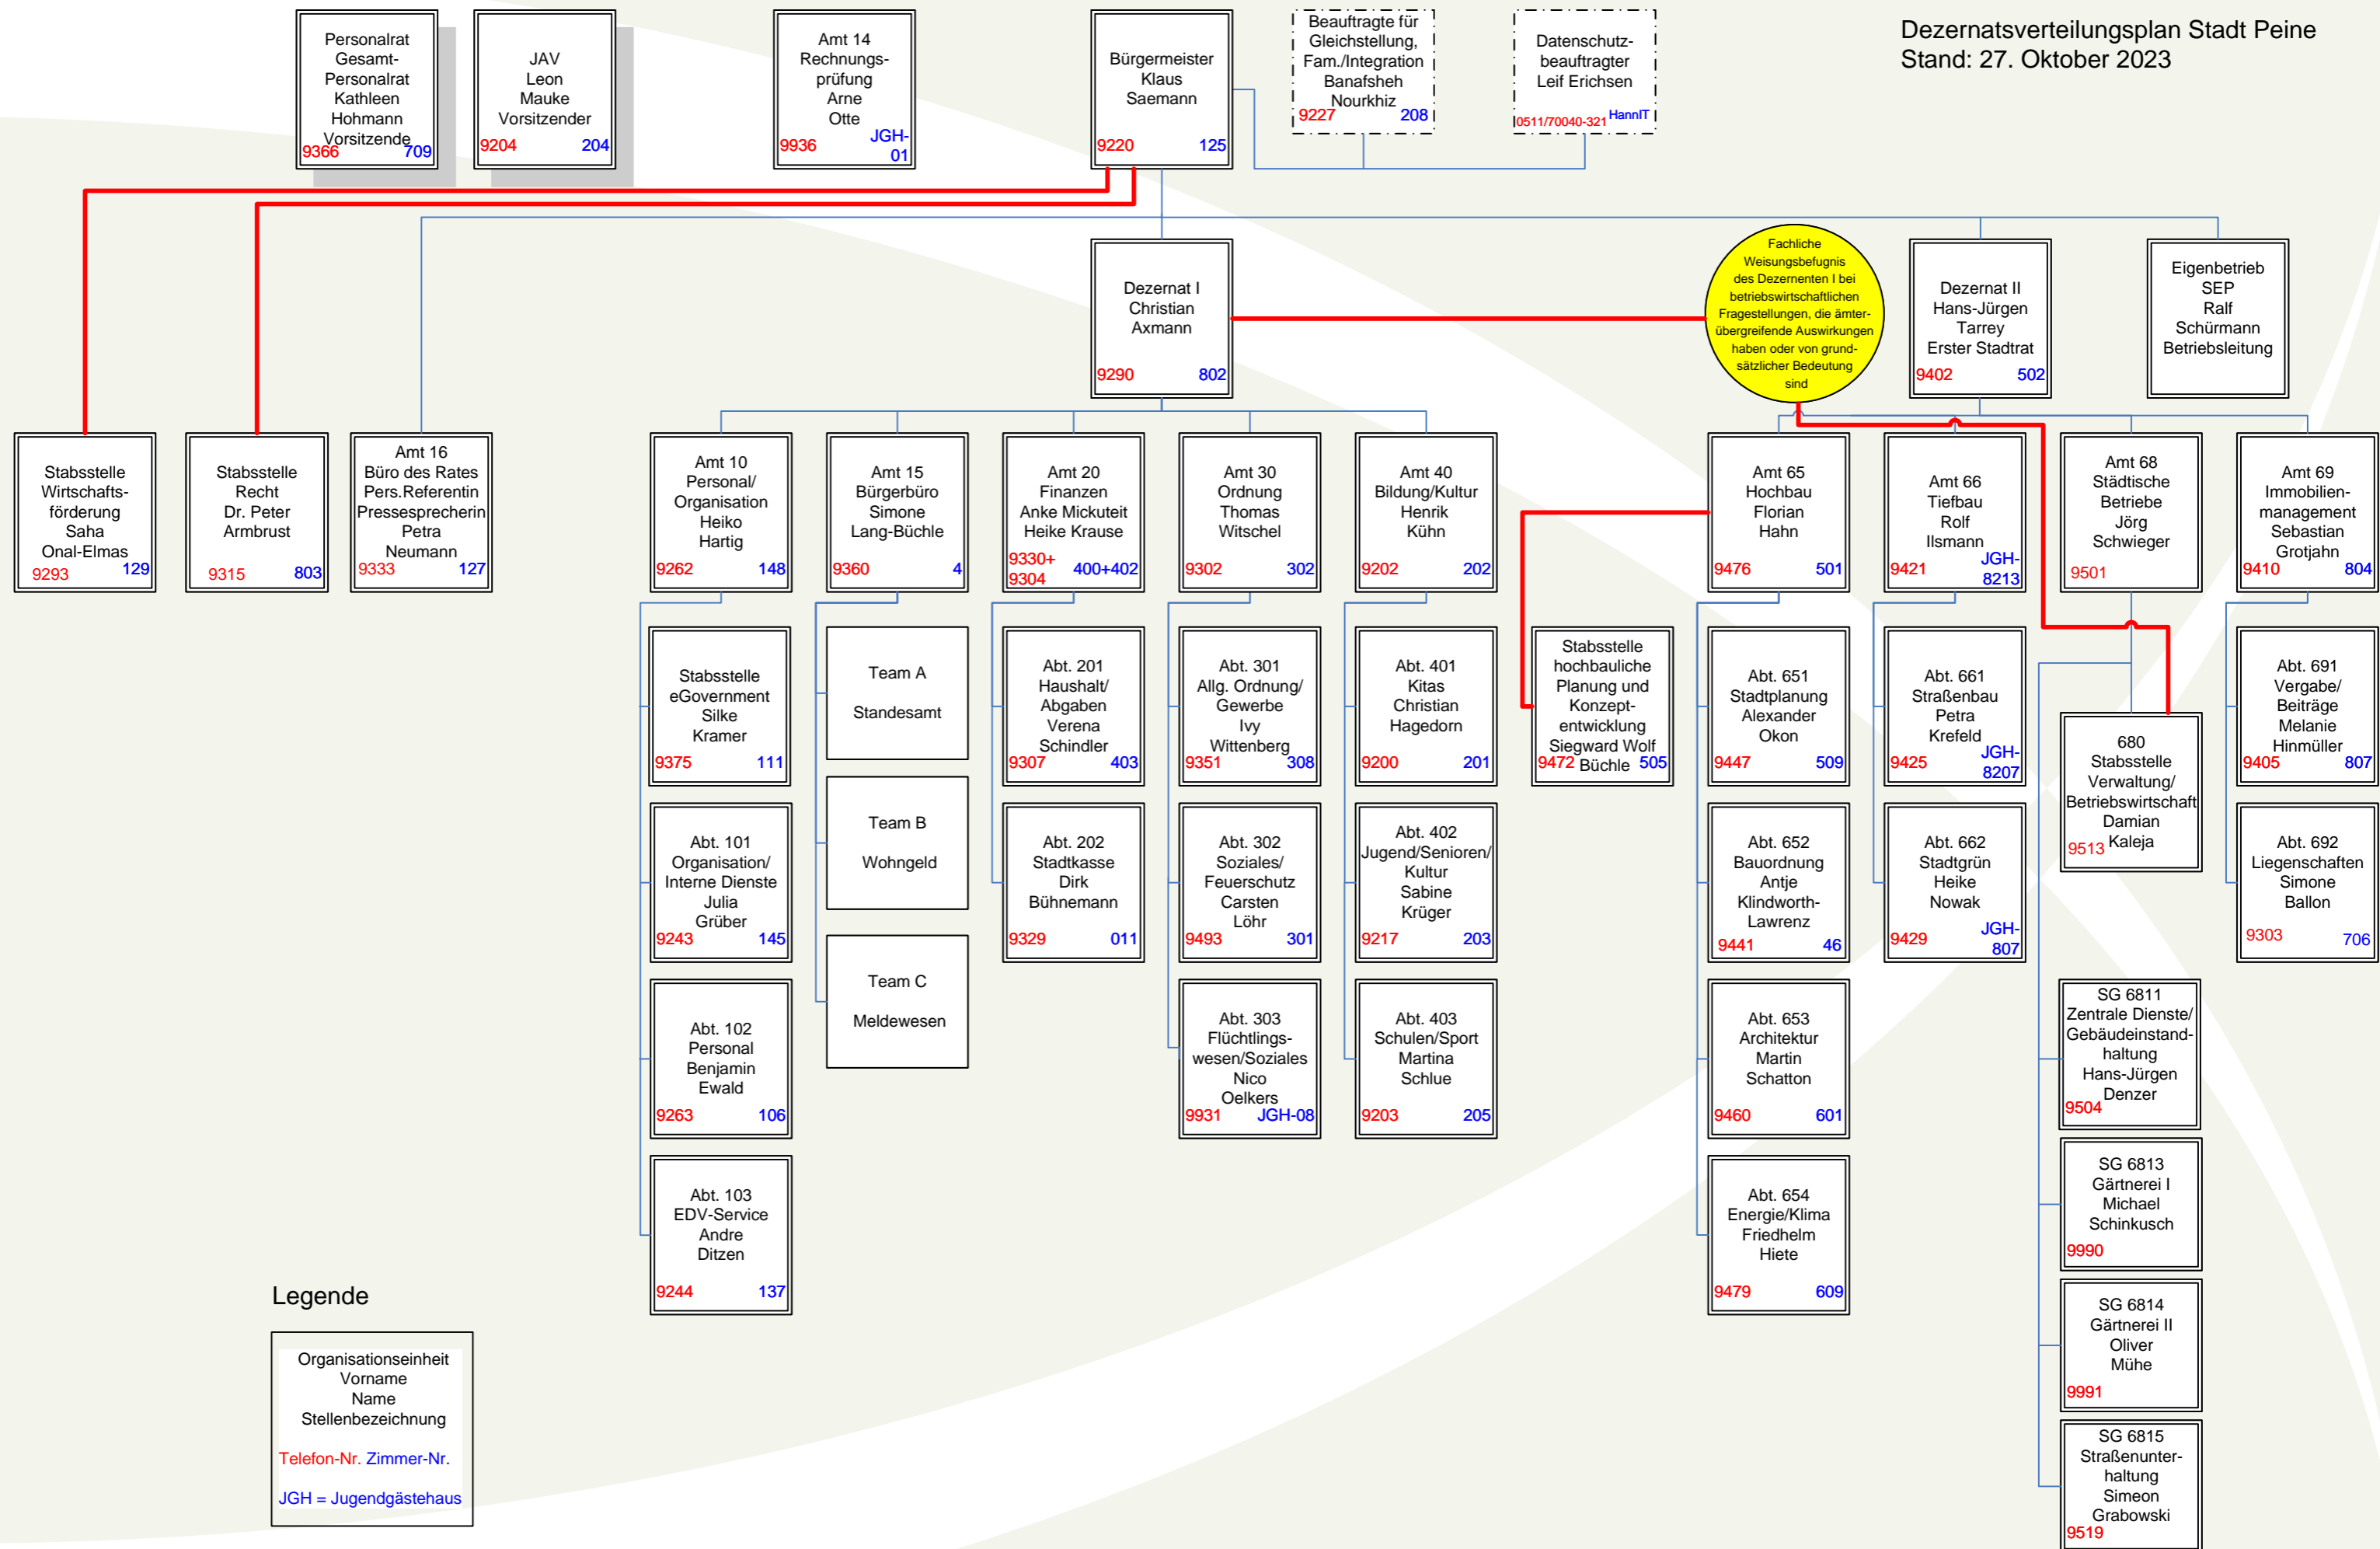 Dezernatsverteilungsplan Stadt Peine
Stand: 27. Oktober 2023
Personalrat
Gesamt-
Personalrat
Kathleen
Hohmann
Vorsitzende
9366 709
JAV
Leon
Mauke
Vorsitzender
9204 204
Amt 14
Rechnungs-
prüfung
Arne
Otte
9936 JGH-
01
Bürgermeister
Klaus
Saemann
9220 125
Beauftragte für
Gleichstellung,
Fam./Integration
Banafsheh
Nourkhiz
9227 208
Datenschutz-
beauftragter
Leif Erichsen
0511/70040-321 HannIT
Dezernat I
Christian
Axmann
9290 802
Fachliche
Weisungsbefugnis
des Dezernenten I bei
betriebswirtschaftlichen
Fragestellungen, die ämter-
übergreifende Auswirkungen
haben oder von grund-
sätzlicher Bedeutung
sind
Dezernat II
Hans-Jürgen
Tarrey
Erster Stadtrat
9402 502
Eigenbetrieb
SEP
Ralf
Schürmann
Betriebsleitung
Stabsstelle
Wirtschafts-
förderung
Saha
Onal-Elmas
9293 129
Stabsstelle
Recht
Dr. Peter
Armbrust
9315 803
Amt 16
Büro des Rates
Pers.Referentin
Pressesprecherin
Petra
Neumann
9333 127
Amt 10
Personal/
Organisation
Heiko
Hartig
9262 148
Amt 15
Bürgerbüro
Simone
Lang-Büchle
9360 4
Amt 20
Finanzen
Anke Mickuteit
Heike Krause
9330+
9304 400+402
Amt 30
Ordnung
Thomas
Witschel
9302 302
Amt 40
Bildung/Kultur
Henrik
Kühn
9202 202
Amt 65
Hochbau
Florian
Hahn
9476 501
Amt 66
Tiefbau
Rolf
Ilsmann
9421 JGH-
8213
Amt 68
Städtische
Betriebe
Jörg
Schwieger
9501
Amt 69
Immobilien-
management
Sebastian
Grotjahn
9410 804
Stabsstelle
eGovernment
Silke
Kramer
9375 111
Team A
Standesamt
Abt. 201
Haushalt/
Abgaben
Verena
Schindler
9307 403
Abt. 301
Allg. Ordnung/
Gewerbe
Ivy
Wittenberg
9351 308
Abt. 401
Kitas
Christian
Hagedorn
9200 201
Stabsstelle
hochbauliche
Planung und
Konzept-
entwicklung
Siegward Wolf
Büchle
9472 505
Abt. 651
Stadtplanung
Alexander
Okon
9447 509
Abt. 661
Straßenbau
Petra
Krefeld
9425 JGH-
8207
680
Stabsstelle
Verwaltung/
Betriebswirtschaft
Damian
Kaleja
9513
Abt. 691
Vergabe/
Beiträge
Melanie
Hinmüller
9405 807
Abt. 101
Organisation/
Interne Dienste
Julia
Grüber
9243 145
Team B
Wohngeld
Abt. 202
Stadtkasse
Dirk
Bühnemann
9329 011
Abt. 302
Soziales/
Feuerschutz
Carsten
Löhr
9493 301
Abt. 402
Jugend/Senioren/
Kultur
Sabine
Krüger
9217 203
Abt. 652
Bauordnung
Antje
Klindworth-
Lawrenz
9441 46
Abt. 662
Stadtgrün
Heike
Nowak
9429 JGH-
807
Abt. 692
Liegenschaften
Simone
Ballon
9303 706
Abt. 102
Personal
Benjamin
Ewald
9263 106
Team C
Meldewesen
Abt. 303
Flüchtlings-
wesen/Soziales
Nico
Oelkers
9931 JGH-08
Abt. 403
Schulen/Sport
Martina
Schlue
9203 205
Abt. 653
Architektur
Martin
Schatton
9460 601
SG 6811
Zentrale Dienste/
Gebäudeinstand-
haltung
Hans-Jürgen
Denzer
9504
Abt. 103
EDV-Service
Andre
Ditzen
9244 137
Abt. 654
Energie/Klima
Friedhelm
Hiete
9479 609
SG 6813
Gärtnerei I
Michael
Schinkusch
9990
SG 6814
Gärtnerei II
Oliver
Mühe
9991
SG 6815
Straßenunter-
haltung
Simeon
Grabowski
9519
Legende
Organisationseinheit
Vorname
Name
Stellenbezeichnung
Telefon-Nr. Zimmer-Nr.
JGH = Jugendgästehaus